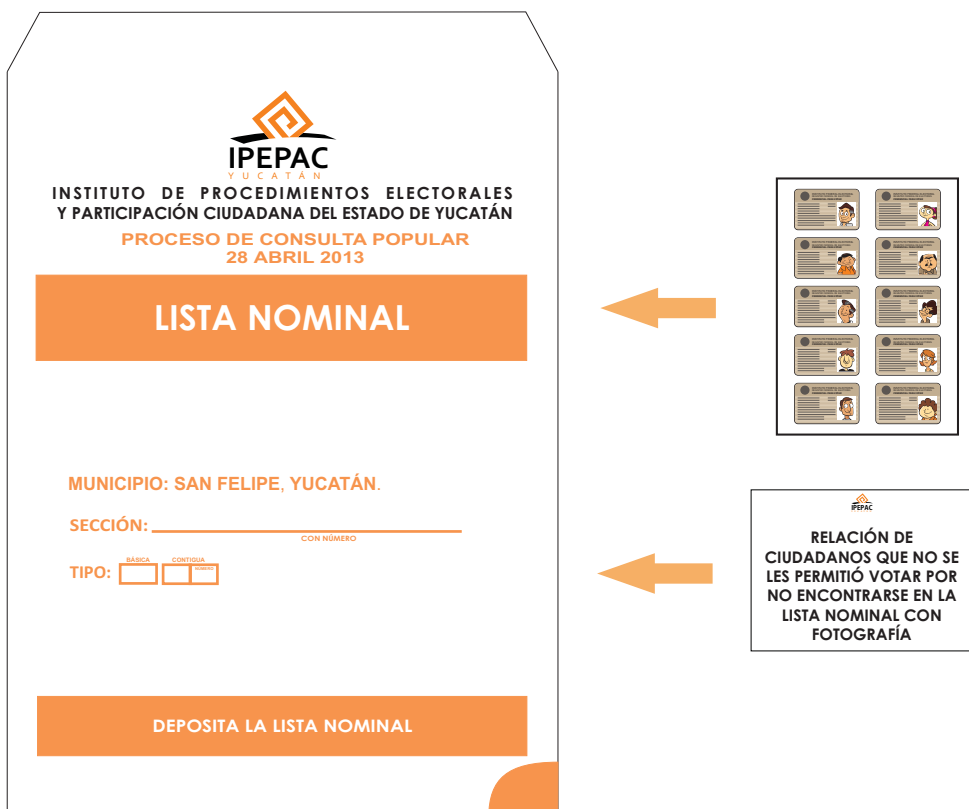 IPEPAC
YUCATÁN
INSTITUTO DE PROCEDIMIENTOS ELECTORALES
Y PARTICIPACIÓN CIUDADANA DEL ESTADO DE YUCATÁN
PROCESO DE CONSULTA POPULAR
28 ABRIL 2013
LISTA NOMINAL
MUNICIPIO: SAN FELIPE, YUCATÁN.
SECCIÓN:
CON NÚMERO
BÁSICA CONTIGUA
TIPO: NÚMERO
DEPOSITA LA LISTA NOMINAL
IPEPAC
RELACIÓN DE
CIUDADANOS QUE NO SE
LES PERMITIÓ VOTAR POR
NO ENCONTRARSE EN LA
LISTA NOMINAL CON
FOTOGRAFÍA